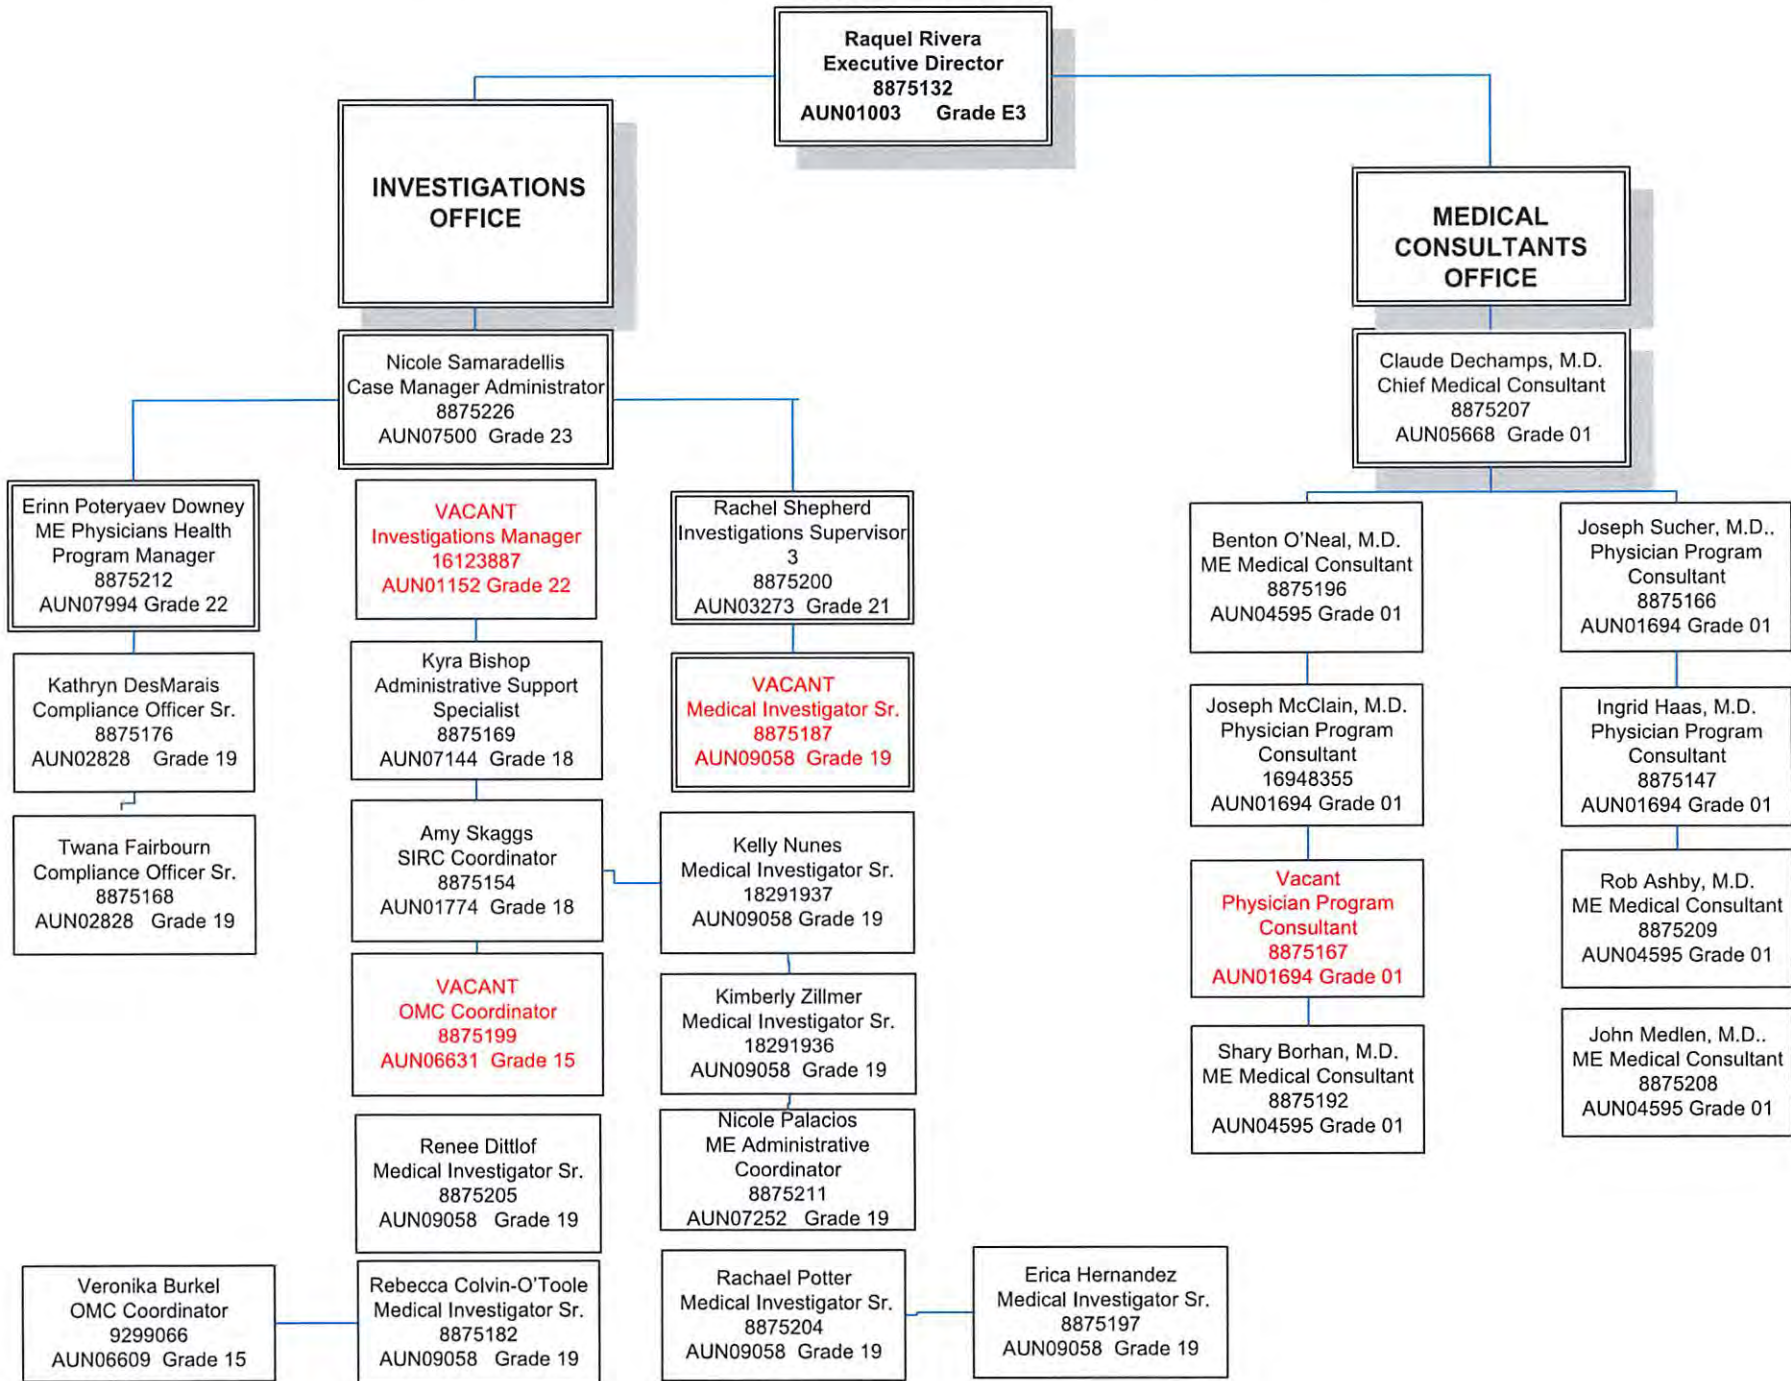 Raquel Rivera
Executive Director
8875132
AUN01003 Grade E3
INVESTIGATIONS
OFFICE
MEDICAL
CONSULTANTS
OFFICE
Nicole Samaradellis
Case Manager Administrator
8875226
AUN07500 Grade 23
Claude Dechamps, M.D.
Chief Medical Consultant
8875207
AUN05668 Grade 01
Erinn Poteryaev Downey
ME Physicians Health
Program Manager
8875212
AUN07994 Grade 22
VACANT
Investigations Manager
16123887
AUN01152 Grade 22
Rachel Shepherd
Investigations Supervisor
3
8875200
AUN03273 Grade 21
Benton O'Neal, M.D.
ME Medical Consultant
8875196
AUN04595 Grade 01
Joseph Sucher, M.D..
Physician Program
Consultant
8875166
AUN01694 Grade 01
Kathryn DesMarais
Compliance Officer Sr.
8875176
AUN02828 Grade 19
Kyra Bishop
Administrative Support
Specialist
8875169
AUN07144 Grade 18
VACANT
Medical Investigator Sr.
8875187
AUN09058 Grade 19
Joseph McClain, M.D.
Physician Program
Consultant
16948355
AUN01694 Grade 01
Ingrid Haas, M.D.
Physician Program
Consultant
8875147
AUN01694 Grade 01
Twana Fairbourn
Compliance Officer Sr.
8875168
AUN02828 Grade 19
Amy Skaggs
SIRC Coordinator
8875154
AUN01774 Grade 18
Kelly Nunes
Medical Investigator Sr.
18291937
AUN09058 Grade 19
Vacant
Physician Program
Consultant
8875167
AUN01694 Grade 01
Rob Ashby, M.D.
ME Medical Consultant
8875209
AUN04595 Grade 01
VACANT
OMC Coordinator
8875199
AUN06631 Grade 15
Kimberly Zillmer
Medical Investigator Sr.
18291936
AUN09058 Grade 19
Shary Borhan, M.D.
ME Medical Consultant
8875192
AUN04595 Grade 01
John Medlen, M.D..
ME Medical Consultant
8875208
AUN04595 Grade 01
Renee Dittlof
Medical Investigator Sr.
8875205
AUN09058 Grade 19
Nicole Palacios
ME Administrative
Coordinator
8875211
AUN07252 Grade 19
Veronika Burkel
OMC Coordinator
9299066
AUN06609 Grade 15
Rebecca Colvin-O'Toole
Medical Investigator Sr.
8875182
AUN09058 Grade 19
Rachael Potter
Medical Investigator Sr.
8875204
AUN09058 Grade 19
Erica Hernandez
Medical Investigator Sr.
8875197
AUN09058 Grade 19